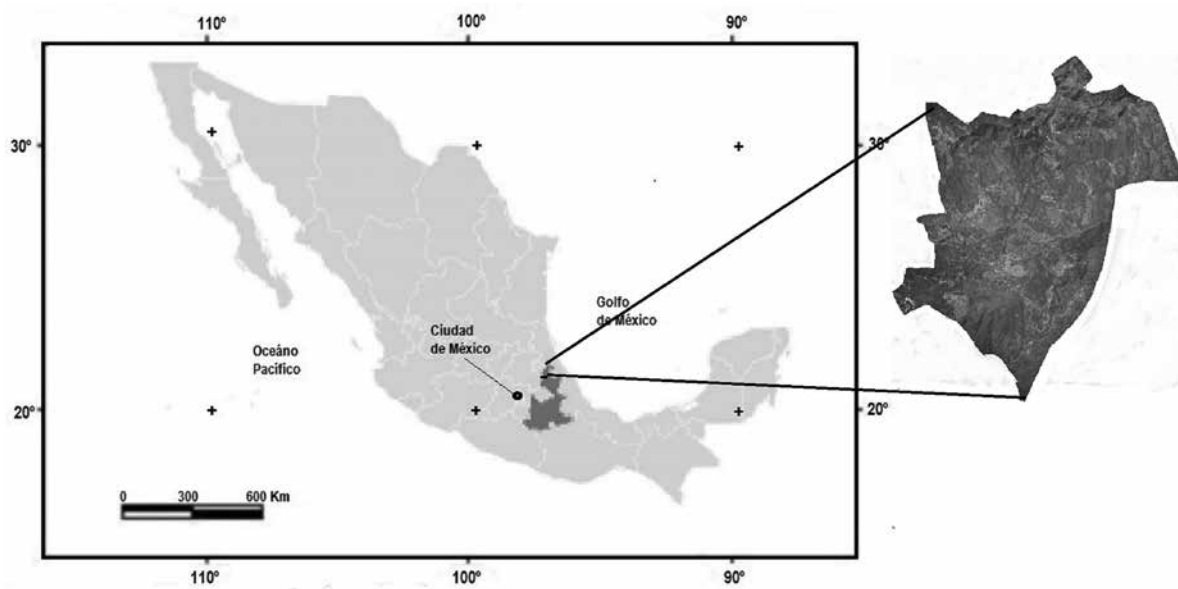 110º 100º 90º
30º 30º
Golfo
de México
Ciudad
de México
Oceáno
Pacífico
20º 20º
0 300 600 Km
110º 100º 90º